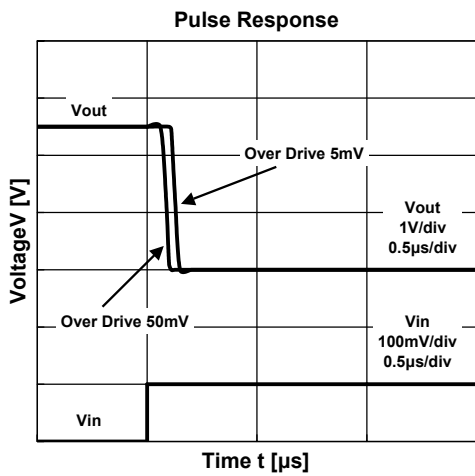 Pulse Response
Vout
Over Drive 5mV
Vout
1V/div
0.5µs/div
Over Drive 50mV
Vin
100mV/div
0.5µs/div
Vin
VoltageV [V]
Time t [µs]